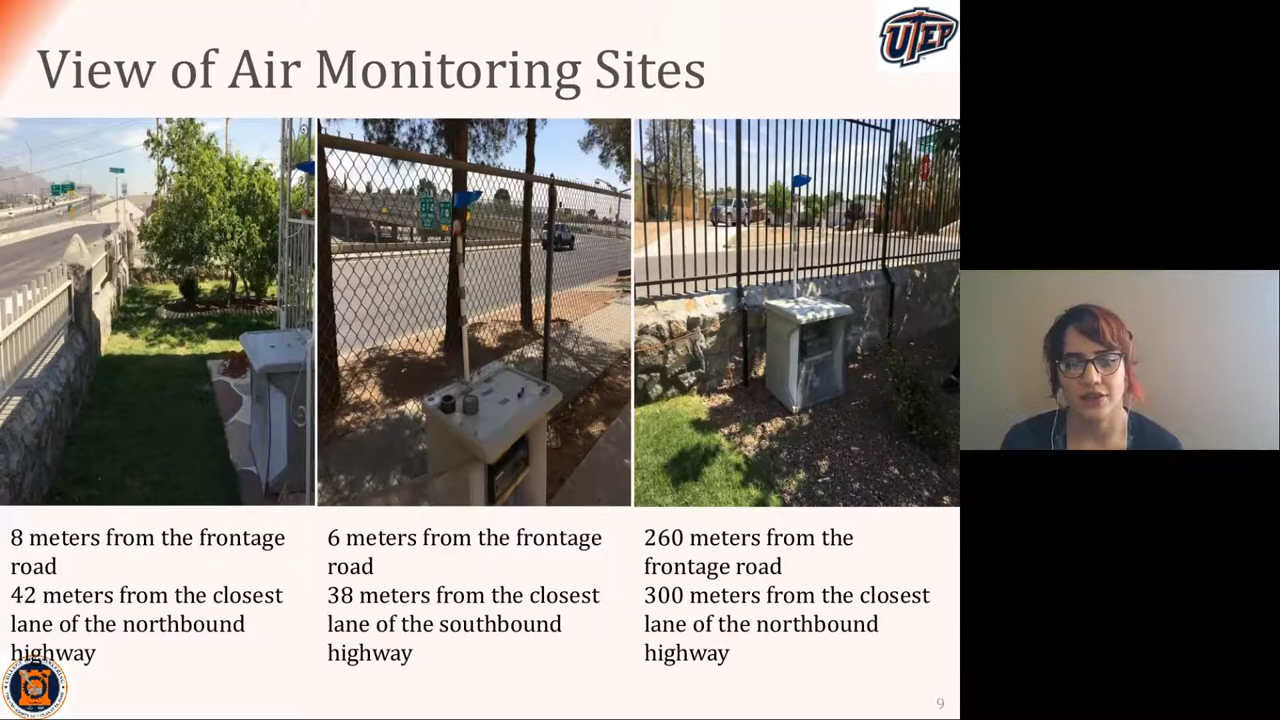 View of Air Monitoring Sites
UTEP
8 meters from the frontage
road
42 meters from the closest
lane of the northbound
highway
6 meters from the frontage
road
38 meters from the closest
lane of the southbound
highway
260 meters from the
frontage road
300 meters from the closest
lane of the northbound
highway
9